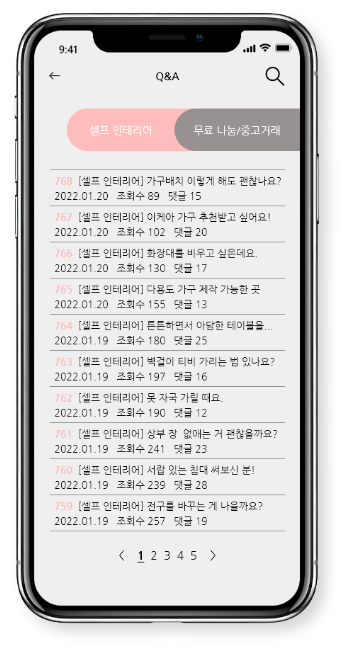 9:41
Q&A
셀프 인테리어
무료 나눔/중고거래
768 [셀프 인테리어] 가구배치 이렇게 해도 괜찮나요?
2022.01.20 조회수 89 댓글 15
767 [셀프 인테리어] 이케아 가구 추천받고 싶어요!
2022.01.20 조회수 102 댓글 20
766 [셀프 인테리어] 화장대를 비우고 싶은데요.
2022.01.20 조회수 130 댓글 17
765 [셀프 인테리어] 다용도 가구 제작 가능한 곳
2022.01.20 조회수 155 댓글 13
764 [셀프 인테리어] 튼튼하면서 아담한 테이블을...
2022.01.19 조회수 180 댓글 25
763 [셀프 인테리어] 벽걸이 티비 가리는 법 있나요?
2022.01.19 조회수 197 댓글 16
762 [셀프 인테리어] 못 자국 가릴 때요.
2022.01.19 조회수 190 댓글 12
761 [셀프 인테리어] 상부 장 없애는 거 괜찮을까요?
2022.01.19 조회수 241 댓글 23
760 [셀프 인테리어] 서랍 있는 침대 써보신 분!
2022.01.19 조회수 239 댓글 28
759 [셀프 인테리어] 전구를 바꾸는 게 나을까요?
2022.01.19 조회수 257 댓글 19
1 2 3 4 5